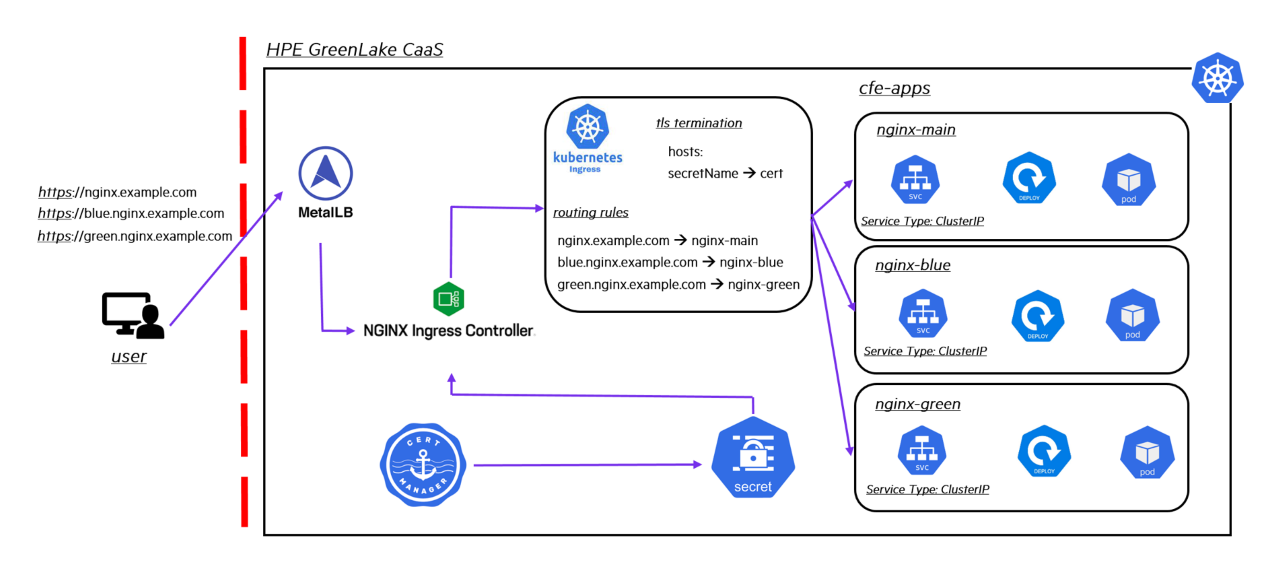 HPE GreenLake CaaS
cfe-apps
https://nginx.example.com
https://blue.nginx.example.com
https://green.nginx.example.com
user
MetalLB
NGINX Ingress Controller
kubernetes
Ingress
tls termination
hosts:
secretName → cert
routing rules
nginx.example.com → nginx-main
blue.nginx.example.com → nginx-blue
green.nginx.example.com → nginx-green
CERT
MANAGER
secret
nginx-main
SVC
DEPLOY
pod
Service Type: ClusterIP
nginx-blue
SVC
DEPLOY
pod
Service Type: ClusterIP
nginx-green
SVC
DEPLOY
pod
Service Type: ClusterIP